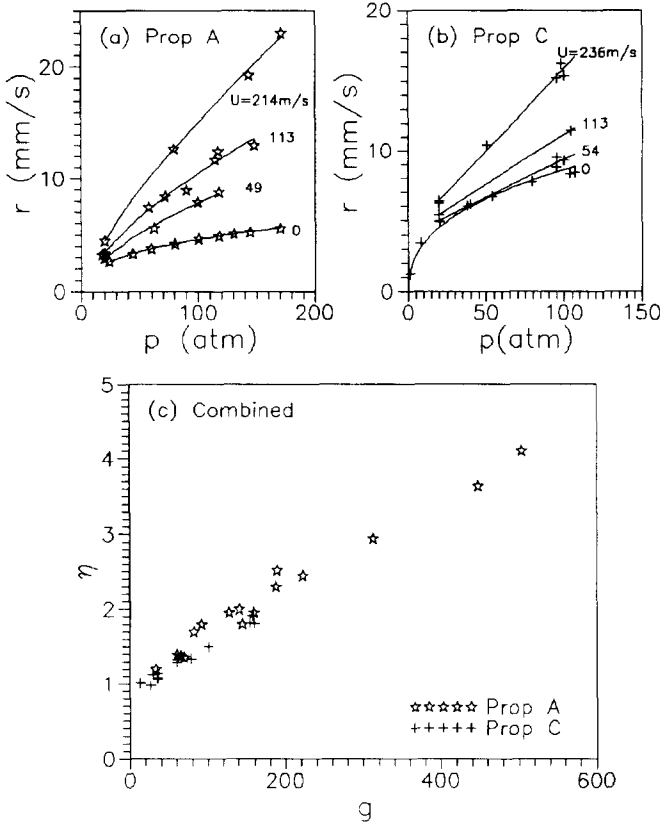 (a) Prop A
U=214m/s
113
49
0
20
10
0
r (mm/s)
0
100
200
p (atm)
(b) Prop C
U=236m/s
113
54
0
20
10
0
r (mm/s)
0
50
100
150
p(atm)
(c) Combined
5
4
3
2
1
0
η
0
200
400
600
g
Prop A
Prop C